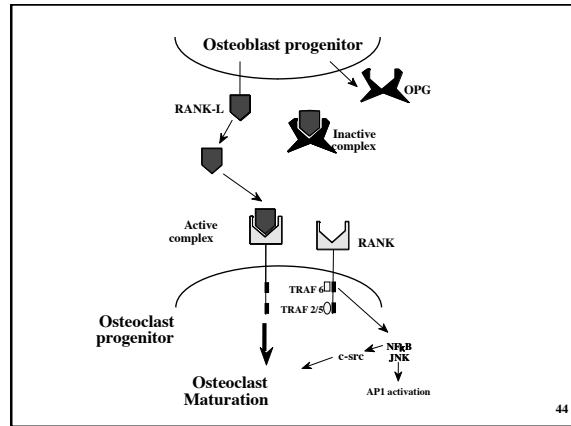 Osteoblast progenitor
OPG
RANK-L
Inactive
complex
Active
complex
RANK
TRAF 6
TRAF 2/5
Osteoclast
progenitor
NFkB
JNK
c-src
Osteoclast
Maturation
AP1 activation
44